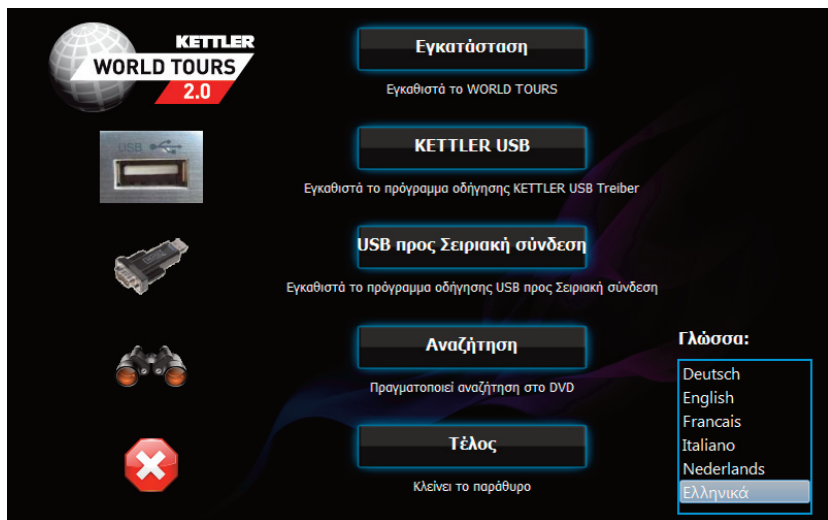 KETTLER
WORLD TOURS
2.0
Εγκατάσταση
Εγκαθιστά το WORLD TOURS
USB
KETTLER USB
Εγκαθιστά το πρόγραμμα οδήγησης KETTLER USB Treiber
USB προς Σειριακή σύνδεση
Εγκαθιστά το πρόγραμμα οδήγησης USB προς Σειριακή σύνδεση
Αναζήτηση
Πραγματοποιεί αναζήτηση στο DVD
Τέλος
Κλείνει το παράθυρο
Γλώσσα:
Deutsch
English
Francais
Italiano
Nederlands
Ελληνικά